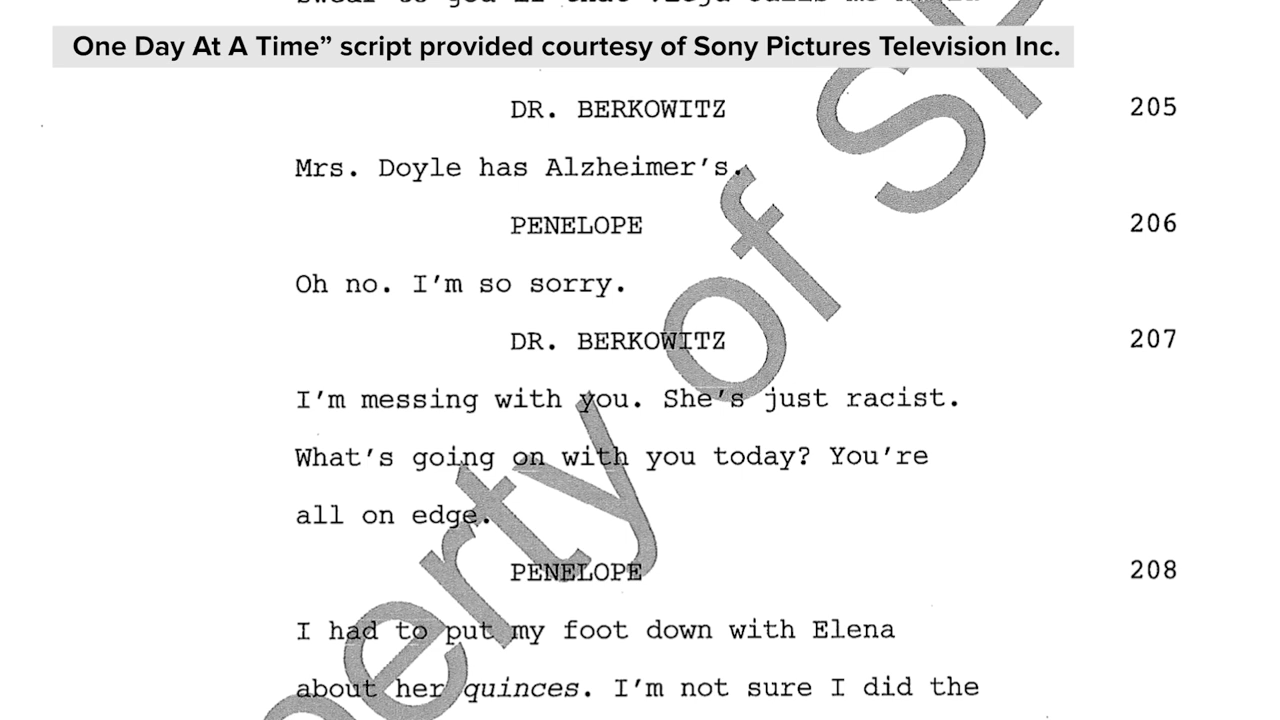 One Day At A Time” script provided courtesy of Sony Pictures Television Inc.
DR. BERKOWITZ 205
Mrs. Doyle has Alzheimer's.
PENELOPE 206
Oh no. I'm so sorry.
DR. BERKOWITZ 207
I'm messing with you. She's just racist.
What's going on with you today? You're
all on edge.
PENELOPE 208
I had to put my foot down with Elena
about her quinces. I'm not sure I did the
perty of Sp